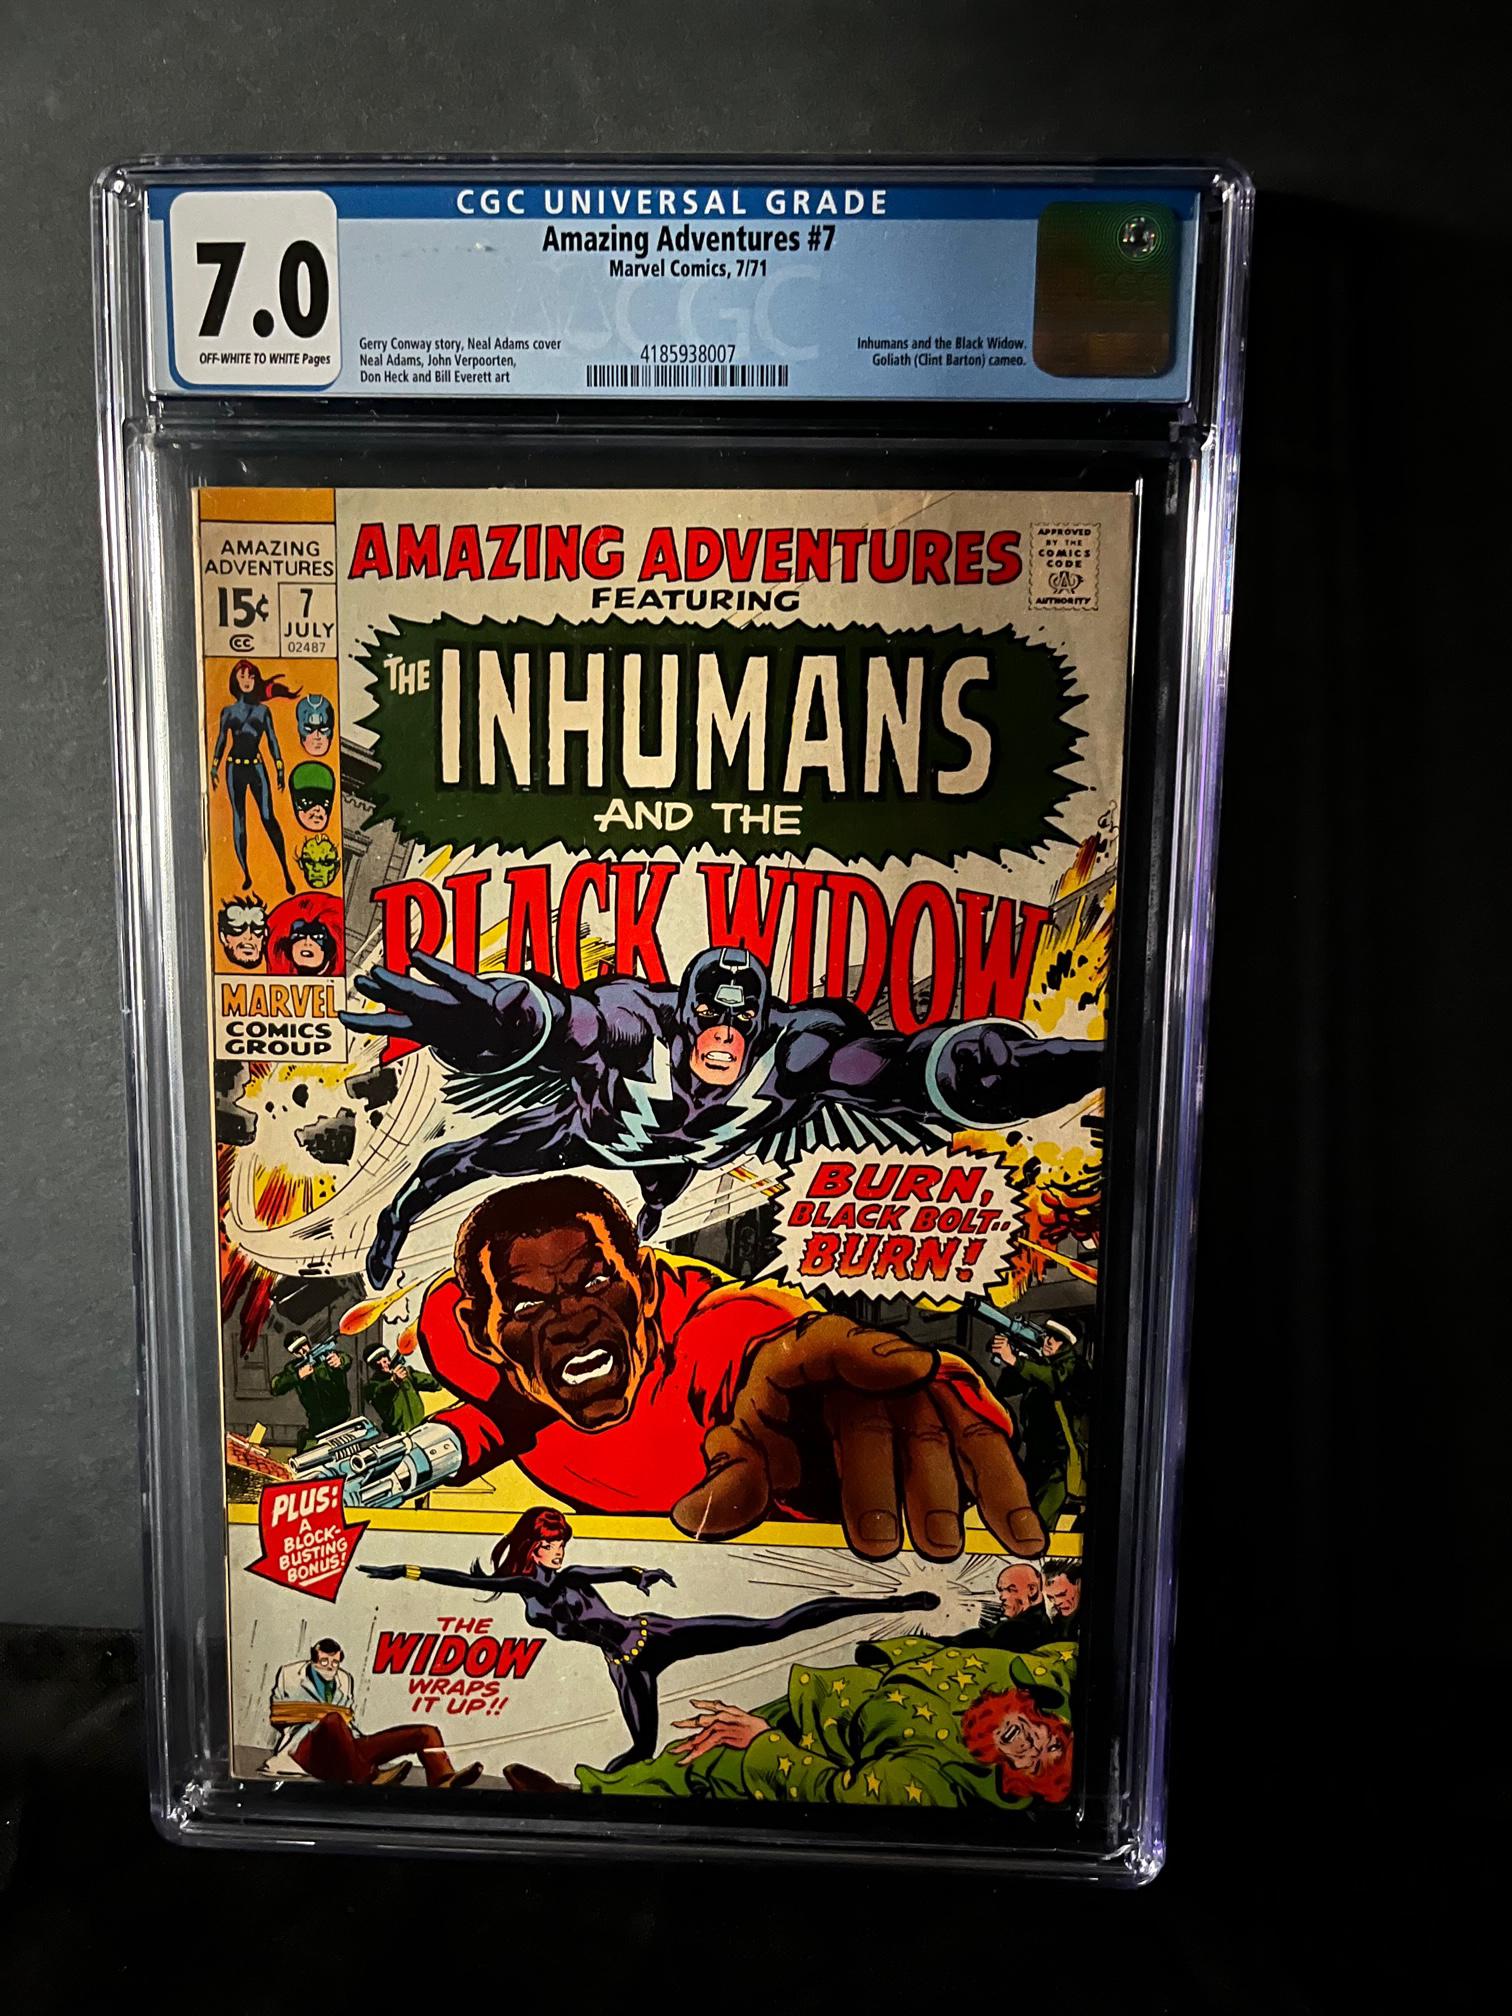 CGC UNIVERSAL GRADE
7.0
OFF-WHITE TO WHITE Pages
Amazing Adventures #7
Marvel Comics, 7/71
CGC
Gerry Conway story, Neal Adams cover
Neal Adams, John Verpoorten,
Don Heck and Bill Everett art
4185938007
Inhumans and the Black Widow.
Goliath (Clint Barton) cameo.
AMAZING
ADVENTURES
15¢
CC
7
JULY
02487
MARVEL
COMICS
GROUP
AMAZING ADVENTURES
FEATURING
THE INHUMANS
AND THE
BLACK WIDOW
APPROVED
BY THE
COMICS
CODE
CA
AUTHORITY
BURN,
BLACK BOLT..
BURN!
PLUS:
A
BLOCK-
BUSTING
BONUS!
THE
WIDOW
WRAPS
IT UP!!